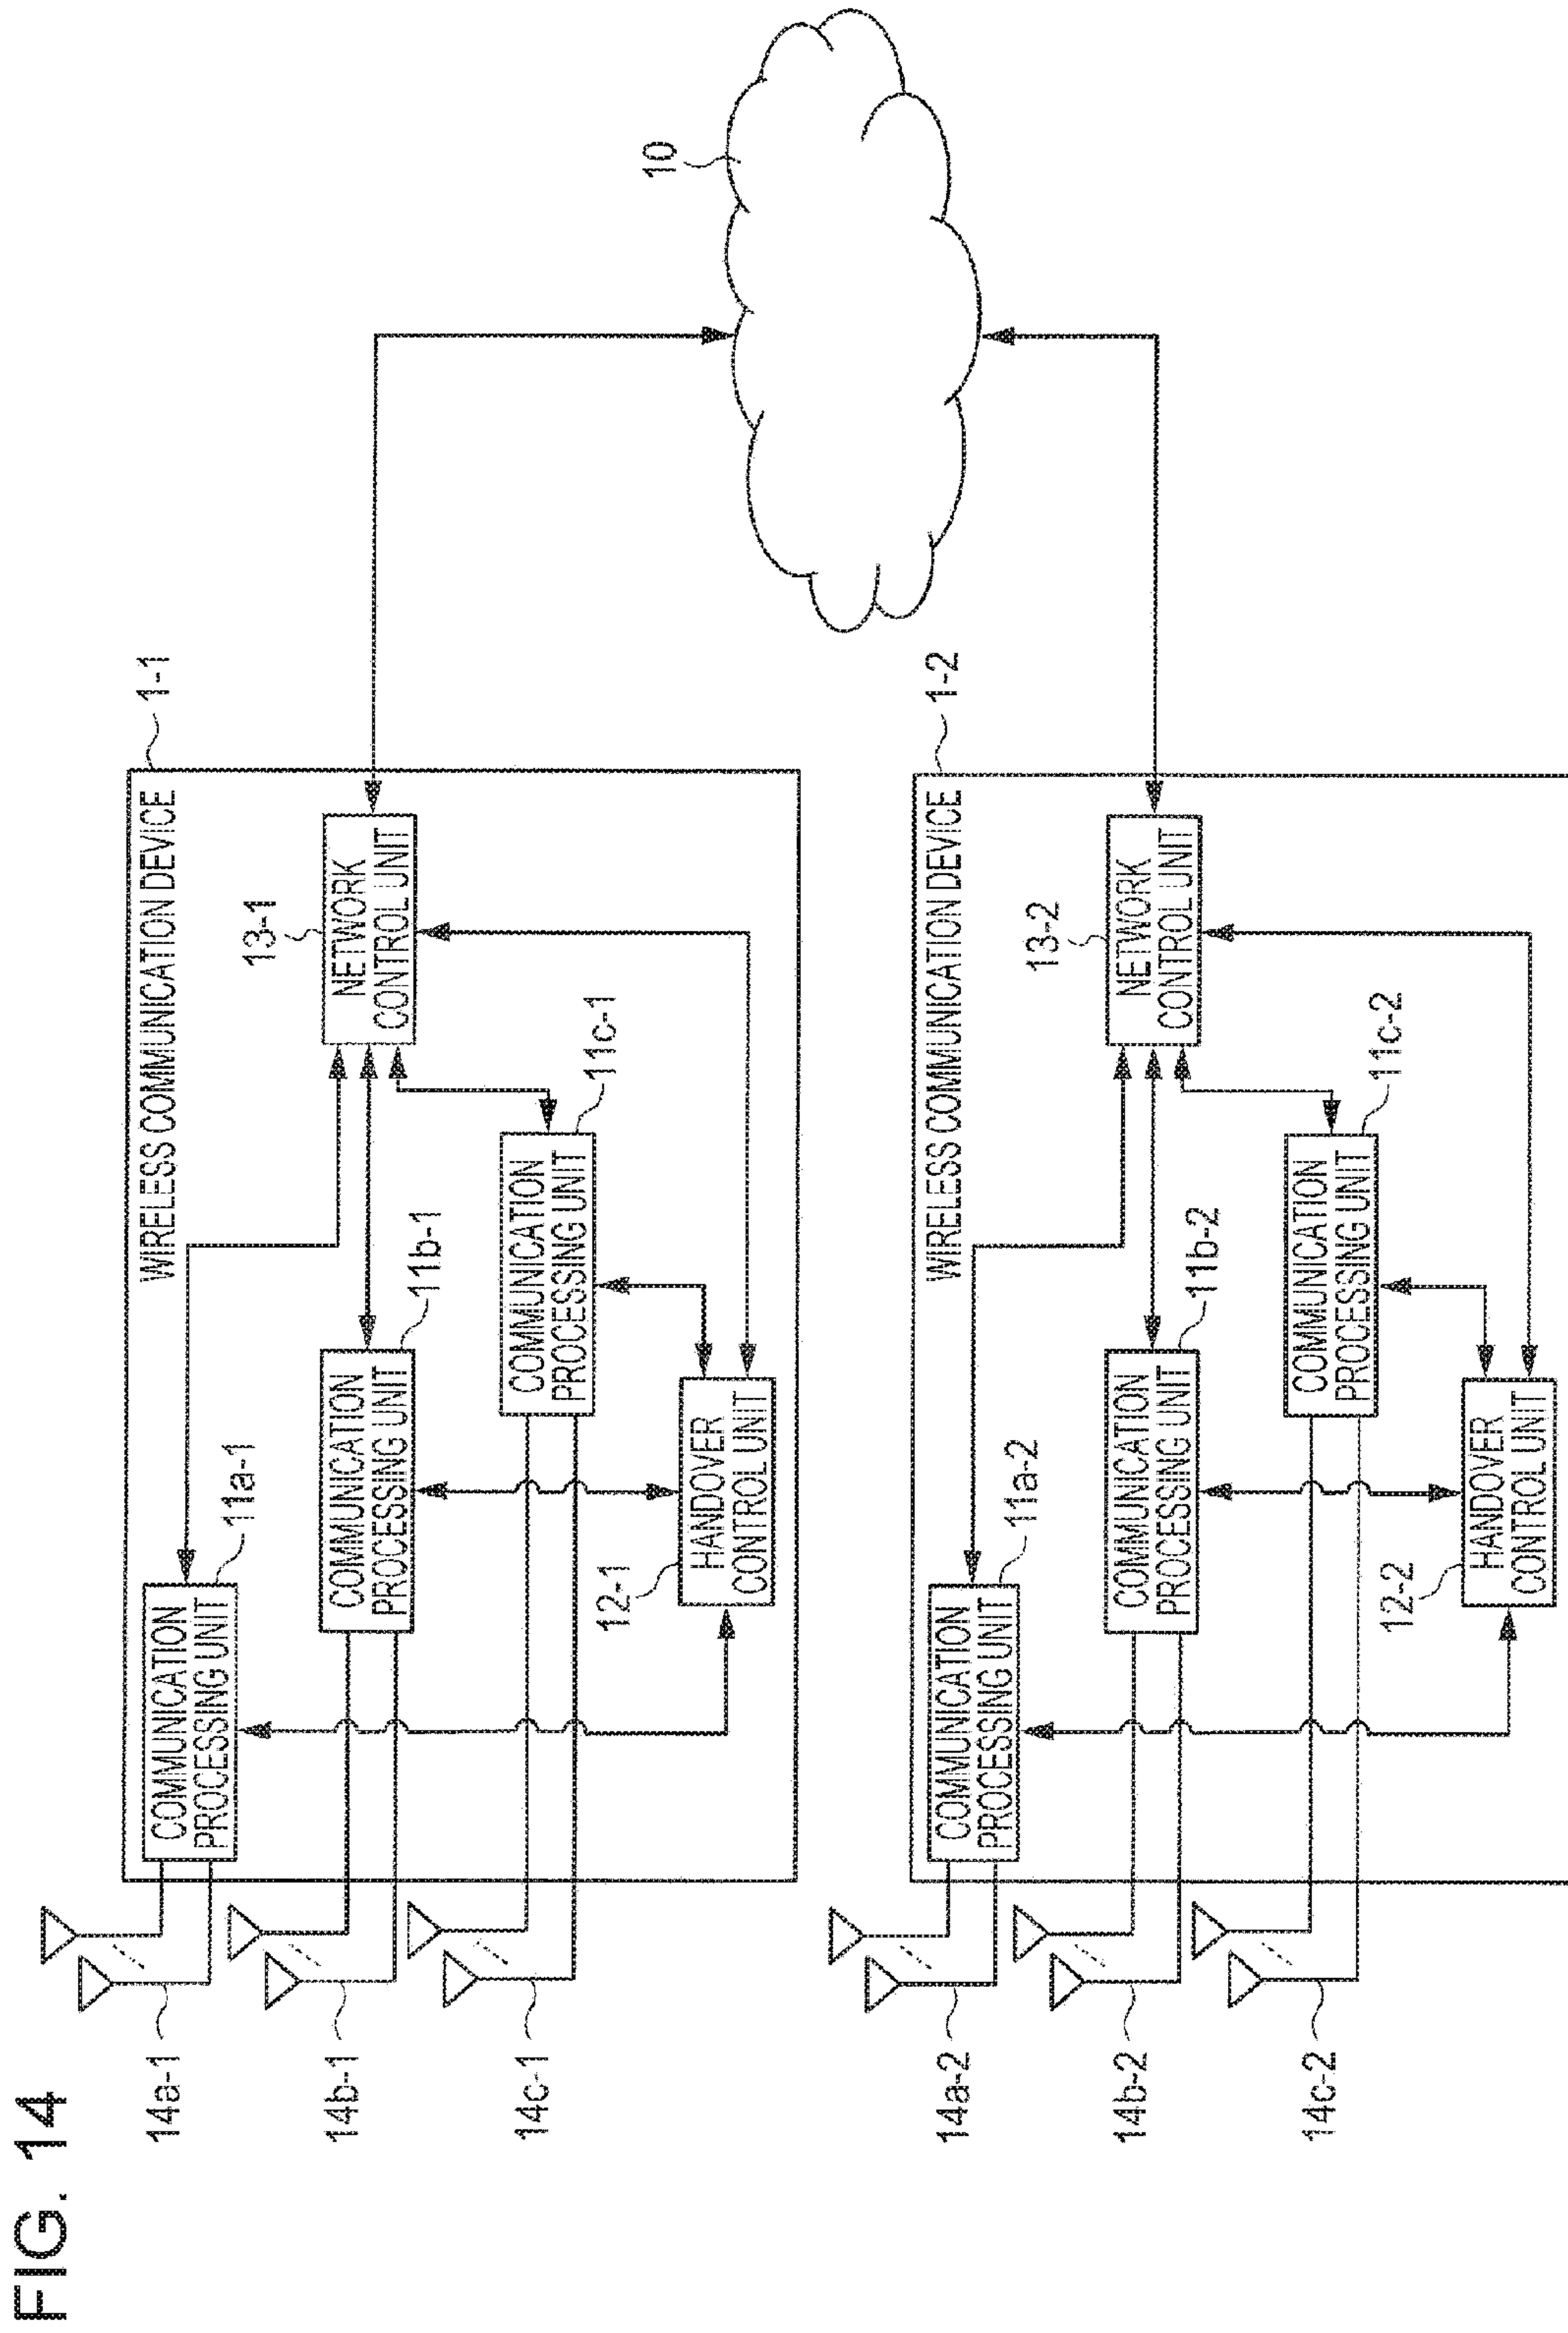 FIG. 14
1-1
WIRELESS COMMUNICATION DEVICE
14a-1
COMMUNICATION
PROCESSING UNIT
11a-1
13-1
14b-1
COMMUNICATION
PROCESSING UNIT
11b-1
NETWORK
CONTROL UNIT
14c-1
COMMUNICATION
PROCESSING UNIT
11c-1
12-1
HANDOVER
CONTROL UNIT
10
1-2
WIRELESS COMMUNICATION DEVICE
14a-2
COMMUNICATION
PROCESSING UNIT
11a-2
13-2
14b-2
COMMUNICATION
PROCESSING UNIT
11b-2
NETWORK
CONTROL UNIT
14c-2
COMMUNICATION
PROCESSING UNIT
11c-2
12-2
HANDOVER
CONTROL UNIT